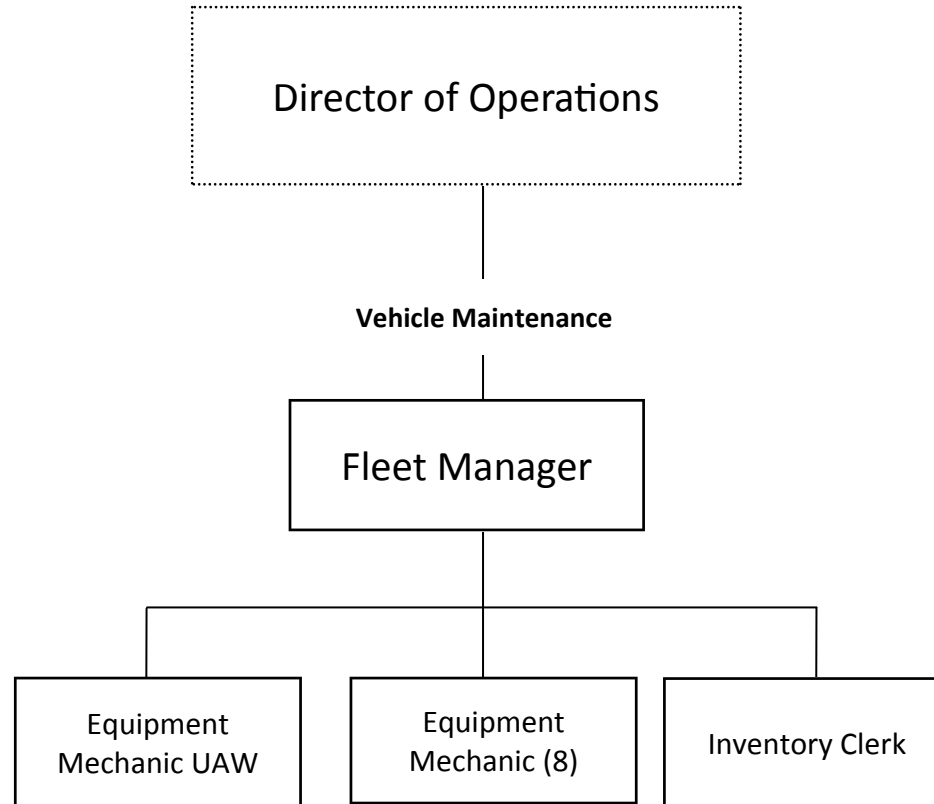 Director of Operations
Vehicle Maintenance
Fleet Manager
Equipment
Mechanic UAW
Equipment
Mechanic (8)
Inventory Clerk